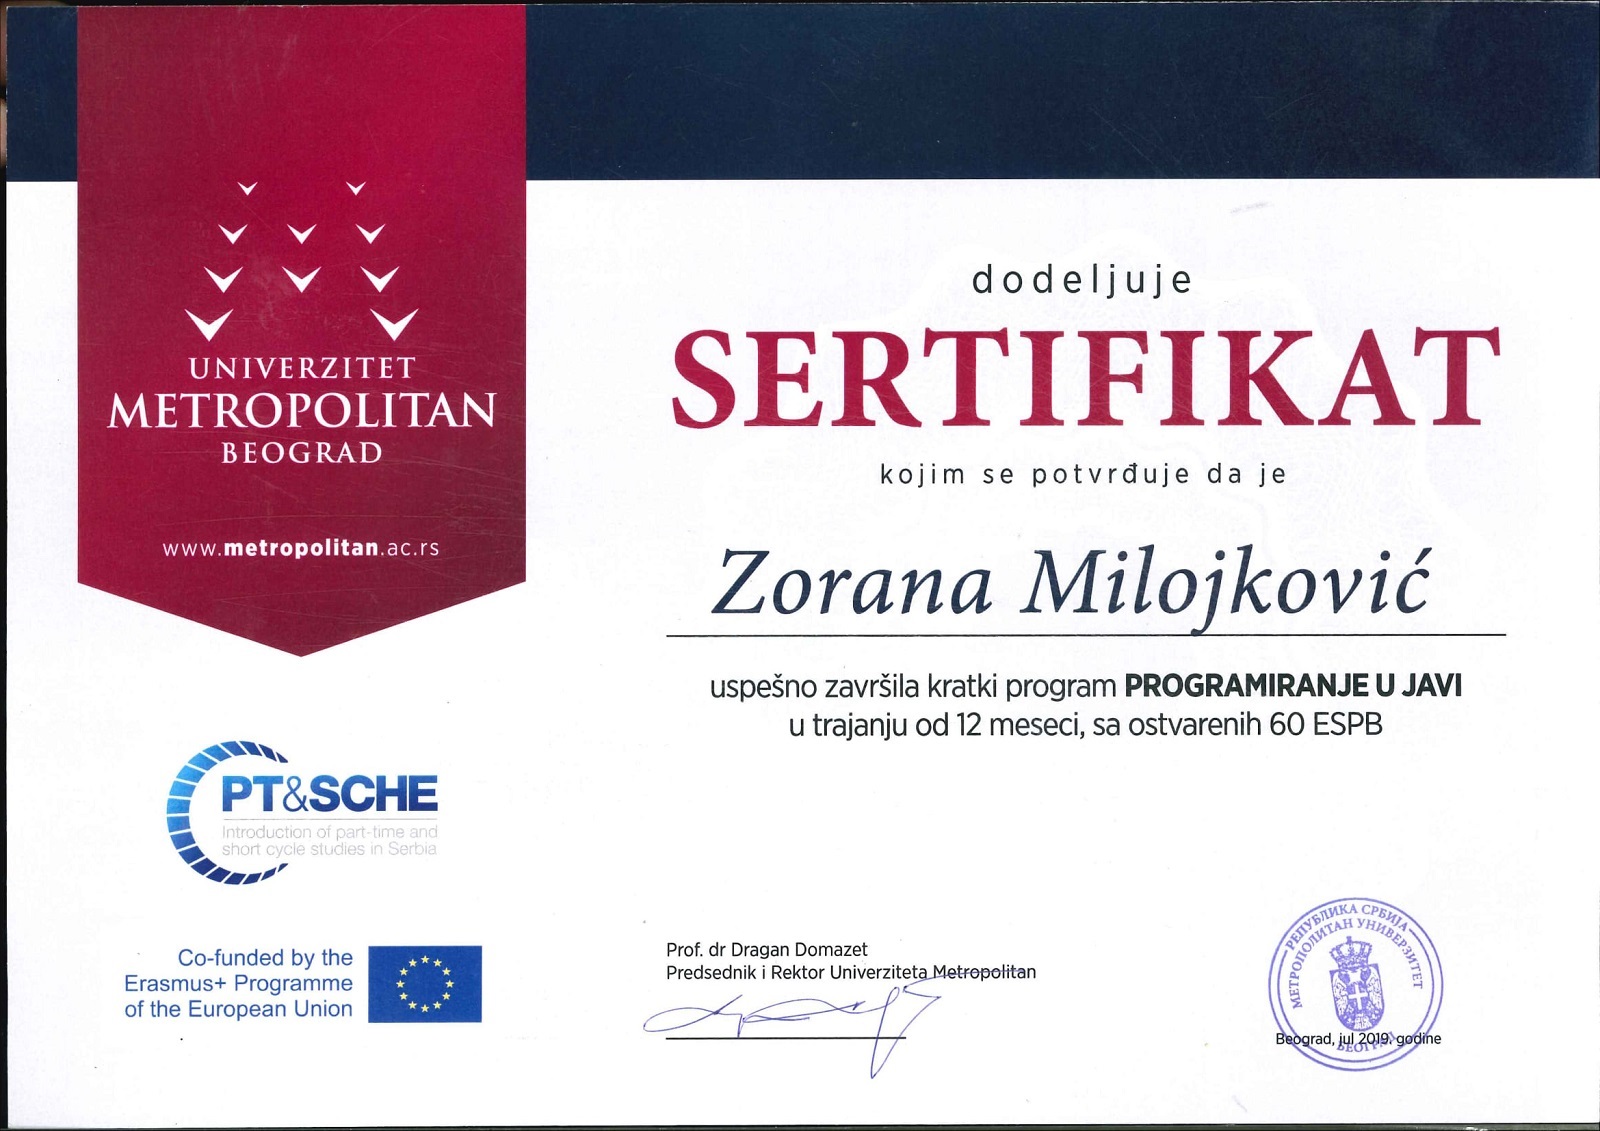 UNIVERZITET
METROPOLITAN
BEOGRAD
www.metropolitan.ac.rs
dodeljuje
SERTIFIKAT
kojim se potvrđuje da je
Zorana Milojković
uspešno završila kratki program PROGRAMIRANJE U JAVI
u trajanju od 12 meseci, sa ostvarenih 60 ESPB
PT&SCHE
Introduction of part-time and
short cycle studies in Serbia
Co-funded by the
Erasmus+ Programme
of the European Union
Prof. dr Dragan Domazet
Predsednik i Rektor Univerziteta Metropolitan
РЕПУБЛИКА СРБИЈА
МЕТРОПОЛИТАН УНИВЕРЗИТЕТ
Beograd, jul 2019. godine
БЕОГРАД